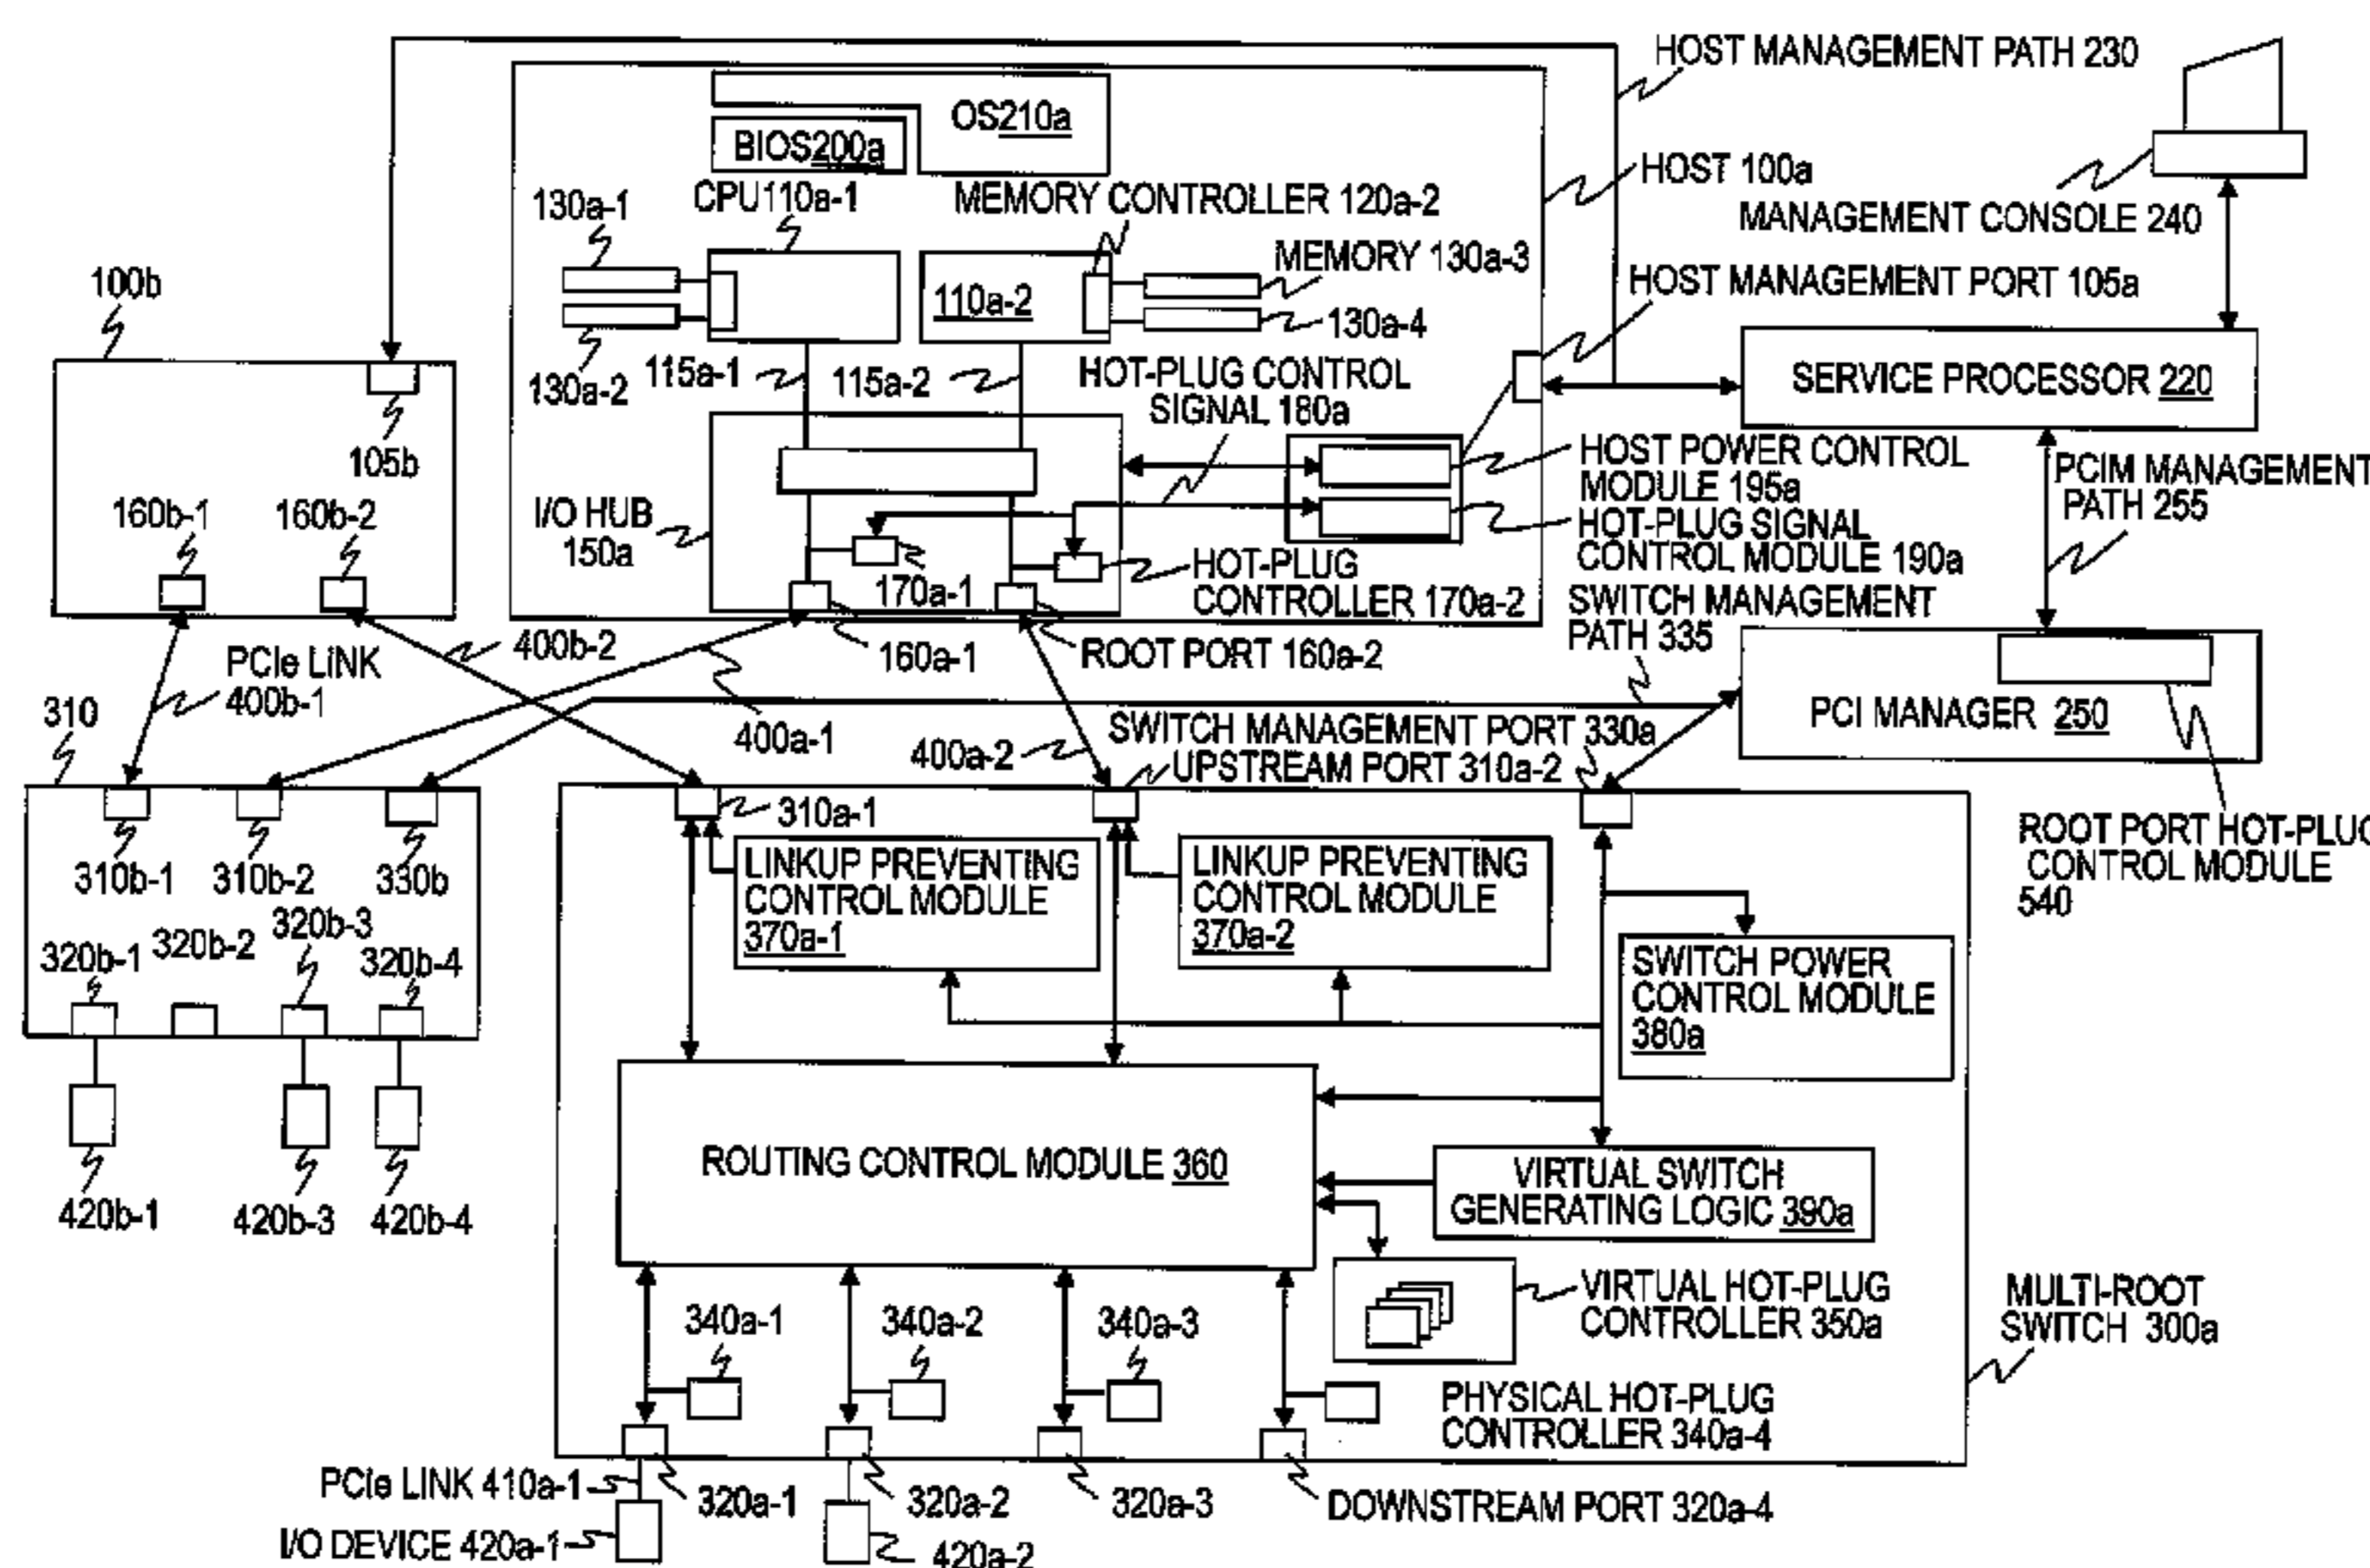 HOST MANAGEMENT PATH 230
OS210a
BIOS200a
HOST 100a
CPU110a-1
MEMORY CONTROLLER 120a-2
130a-1
MANAGEMENT CONSOLE 240
MEMORY 130a-3
110a-2
100b
HOST MANAGEMENT PORT 105a
130a-4
130a-2
115a-1
115a-2
HOT-PLUG CONTROL
SIGNAL 180a
SERVICE PROCESSOR 220
105b
HOST POWER CONTROL
MODULE 195a
PCIM MANAGEMENT
PATH 255
160b-1
160b-2
I/O HUB
150a
HOT-PLUG SIGNAL
CONTROL MODULE 190a
170a-1
HOT-PLUG
CONTROLLER 170a-2
SWITCH MANAGEMENT
PATH 335
400b-2
160a-1
ROOT PORT 160a-2
PCIe LiNK
400b-1
310
400a-1
400a-2
SWITCH MANAGEMENT PORT 330a
UPSTREAM PORT 310a-2
PCI MANAGER 250
310a-1
ROOT PORT HOT-PLUG
CONTROL MODULE
540
310b-1
310b-2
330b
LINKUP PREVENTING
CONTROL MODULE
370a-1
LINKUP PREVENTING
CONTROL MODULE
370a-2
320b-1
320b-2
320b-3
320b-4
SWITCH POWER
CONTROL MODULE
380a
ROUTING CONTROL MODULE 360
VIRTUAL SWITCH
GENERATING LOGIC 390a
420b-1
420b-3
420b-4
VIRTUAL HOT-PLUG
CONTROLLER 350a
MULTI-ROOT
SWITCH 300a
340a-1
340a-2
340a-3
PHYSICAL HOT-PLUG
CONTROLLER 340a-4
PCIe LINK 410a-1
320a-1
320a-2
320a-3
DOWNSTREAM PORT 320a-4
I/O DEVICE 420a-1
420a-2